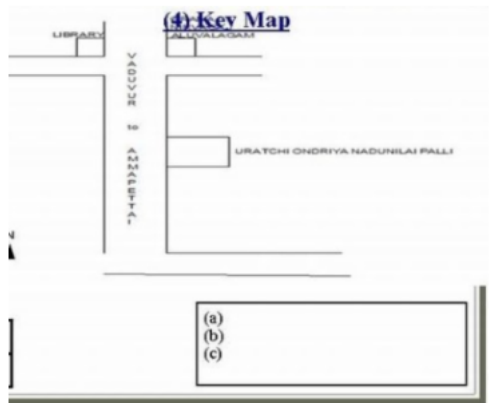 (4) Key Map
LIBRARY
ALUVALAGAM
VADUVUR to AMMAPETTAI
URATCHI ONDRIYA NADUNILAI PALLI
N
(a)
(b)
(c)